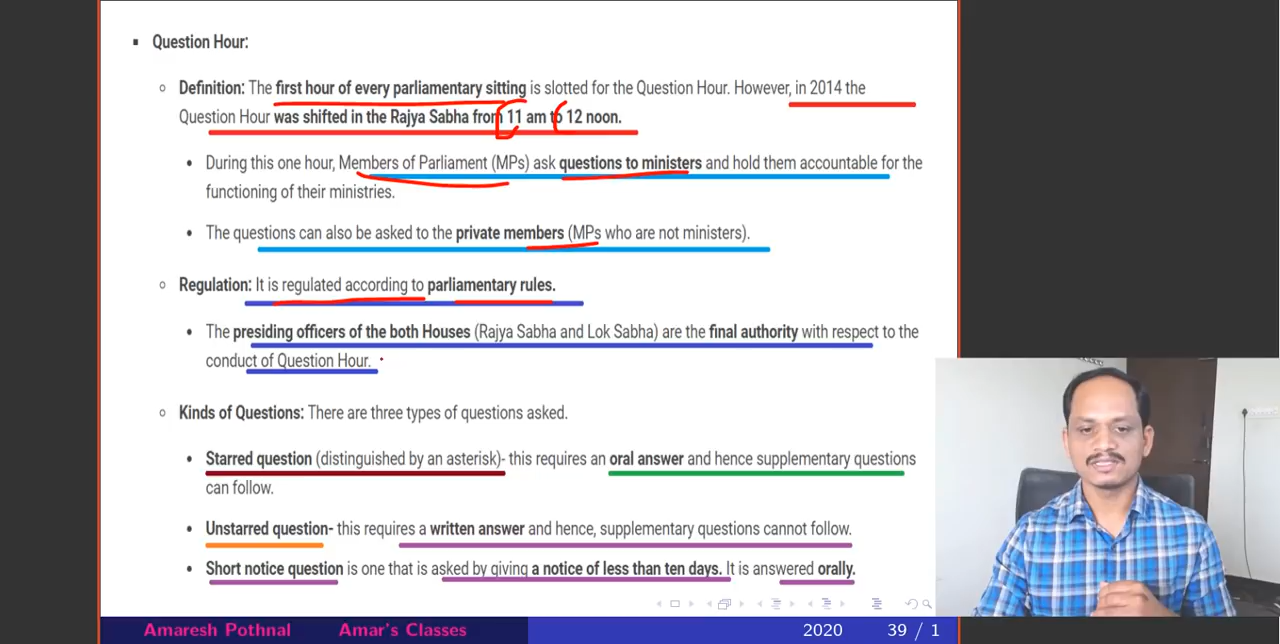 ▪ Question Hour:
○ Definition: The first hour of every parliamentary sitting is slotted for the Question Hour. However, in 2014 the
Question Hour was shifted in the Rajya Sabha from 11 am to 12 noon.
• During this one hour, Members of Parliament (MPs) ask questions to ministers and hold them accountable for the
functioning of their ministries.
• The questions can also be asked to the private members (MPs who are not ministers).
○ Regulation: It is regulated according to parliamentary rules.
• The presiding officers of the both Houses (Rajya Sabha and Lok Sabha) are the final authority with respect to the
conduct of Question Hour.
○ Kinds of Questions: There are three types of questions asked.
• Starred question (distinguished by an asterisk)- this requires an oral answer and hence supplementary questions
can follow.
• Unstarred question- this requires a written answer and hence, supplementary questions cannot follow.
• Short notice question is one that is asked by giving a notice of less than ten days. It is answered orally.
Amaresh Pothnal Amar's Classes 2020 39 / 1